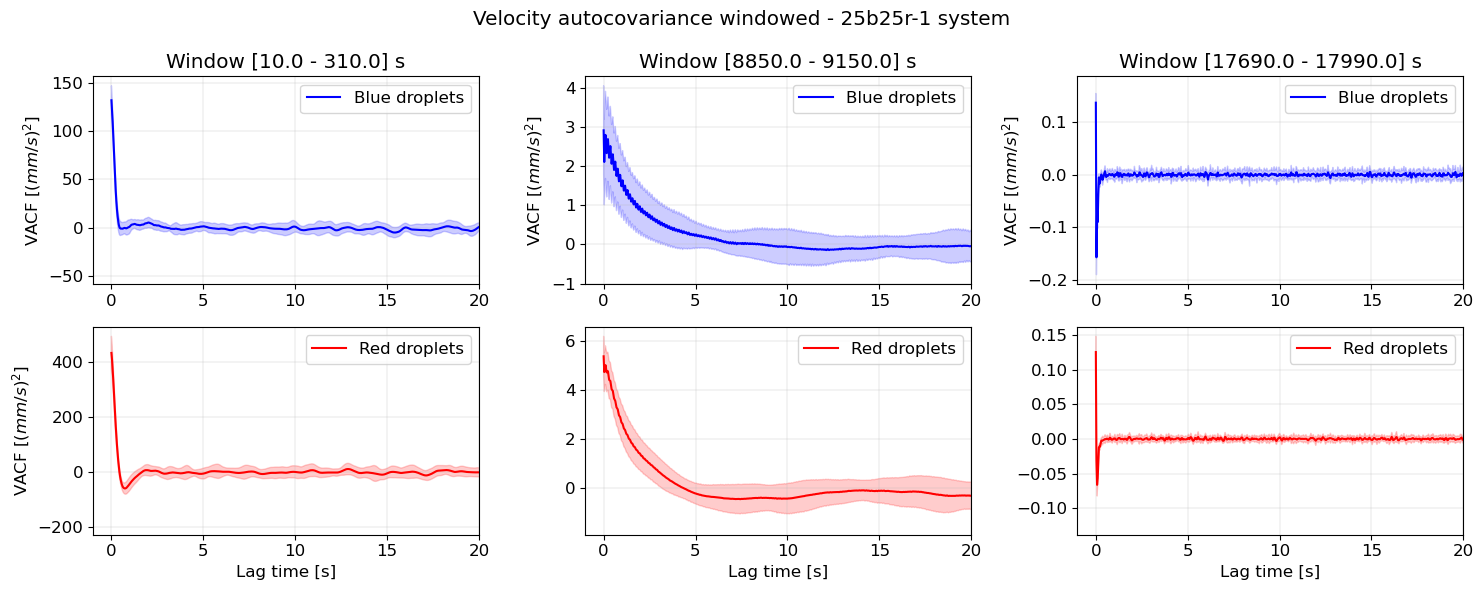 Velocity autocovariance windowed - 25b25r-1 system
Window [10.0 - 310.0] s
Window [8850.0 - 9150.0] s
Window [17690.0 - 17990.0] s
VACF [(mm/s)²]
150
100
50
0
−50
0 5 10 15 20
Blue droplets
VACF [(mm/s)²]
4
3
2
1
0
−1
0 5 10 15 20
Blue droplets
VACF [(mm/s)²]
0.1
0.0
−0.1
−0.2
0 5 10 15 20
Blue droplets
VACF [(mm/s)²]
400
200
0
−200
0 5 10 15 20
Red droplets
Lag time [s]
VACF [(mm/s)²]
6
4
2
0
0 5 10 15 20
Red droplets
Lag time [s]
VACF [(mm/s)²]
0.15
0.10
0.05
0.00
−0.05
−0.10
0 5 10 15 20
Red droplets
Lag time [s]